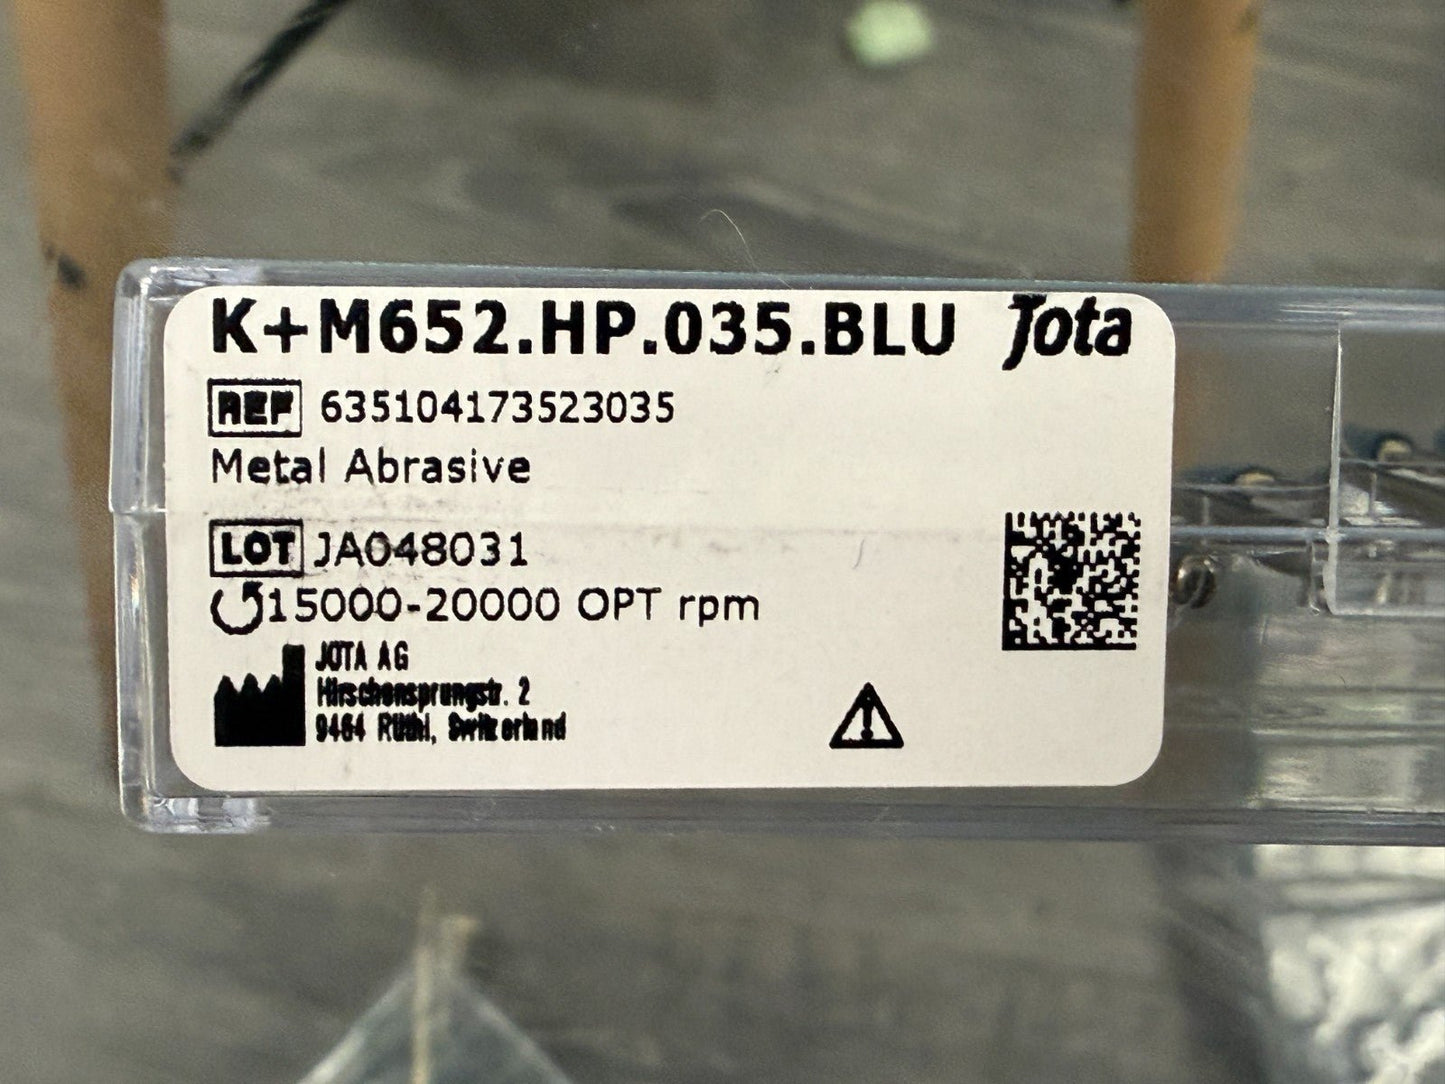 K+M652.HP.035.BLU Jota
REF 635104173523035
Metal Abrasive
LOT JA048031
15000-20000 OPT rpm
JOTA AG
Hirschensprungstr. 2
9464 Rüthi, Switzerland